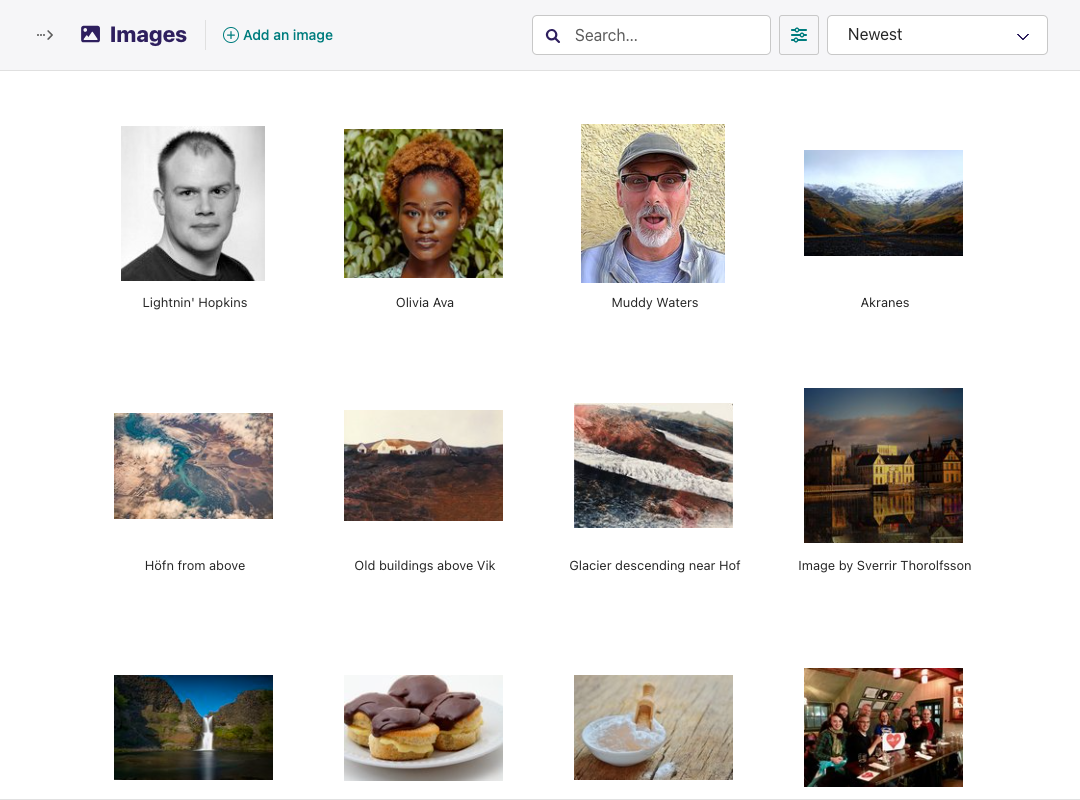 Images
Add an image
Search...
Newest
Lightnin' Hopkins
Olivia Ava
Muddy Waters
Akranes
Höfn from above
Old buildings above Vik
Glacier descending near Hof
Image by Sverrir Thorolfsson